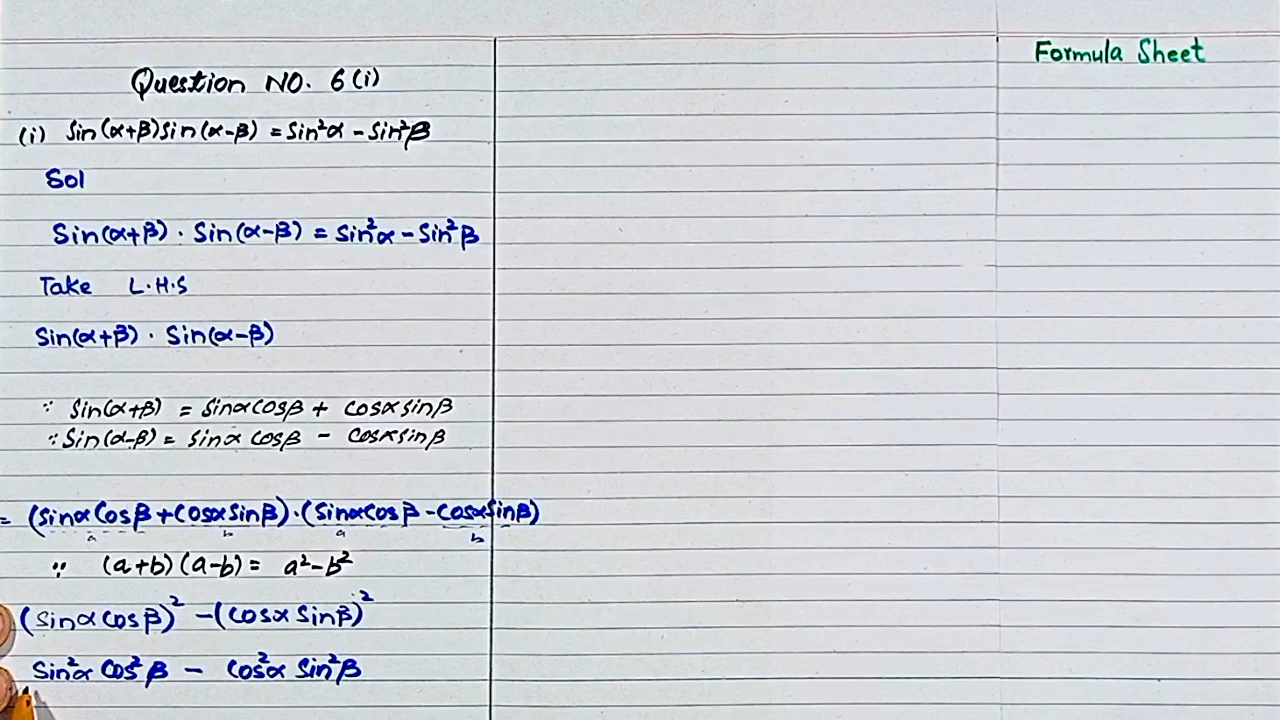 Formula Sheet
Question NO. 6 (i)
(i) Sin(α+β)Sin(α-β) = Sin²α - Sin²β
Sol
Sin(α+β) · Sin(α-β) = Sin²α - Sin²β
Take L.H.S
Sin(α+β) · Sin(α-β)
∵ Sin(α+β) = Sinα Cosβ + Cosα Sinβ
∵ Sin(α-β) = Sinα Cosβ - Cosα Sinβ
= (Sinα Cosβ + Cosα Sinβ)·(Sinα Cosβ - Cosα Sinβ)
a b a b
∵ (a+b)(a-b) = a²-b²
(Sinα Cosβ)² - (Cosα Sinβ)²
Sin²α Cos²β - Cos²α Sin²β